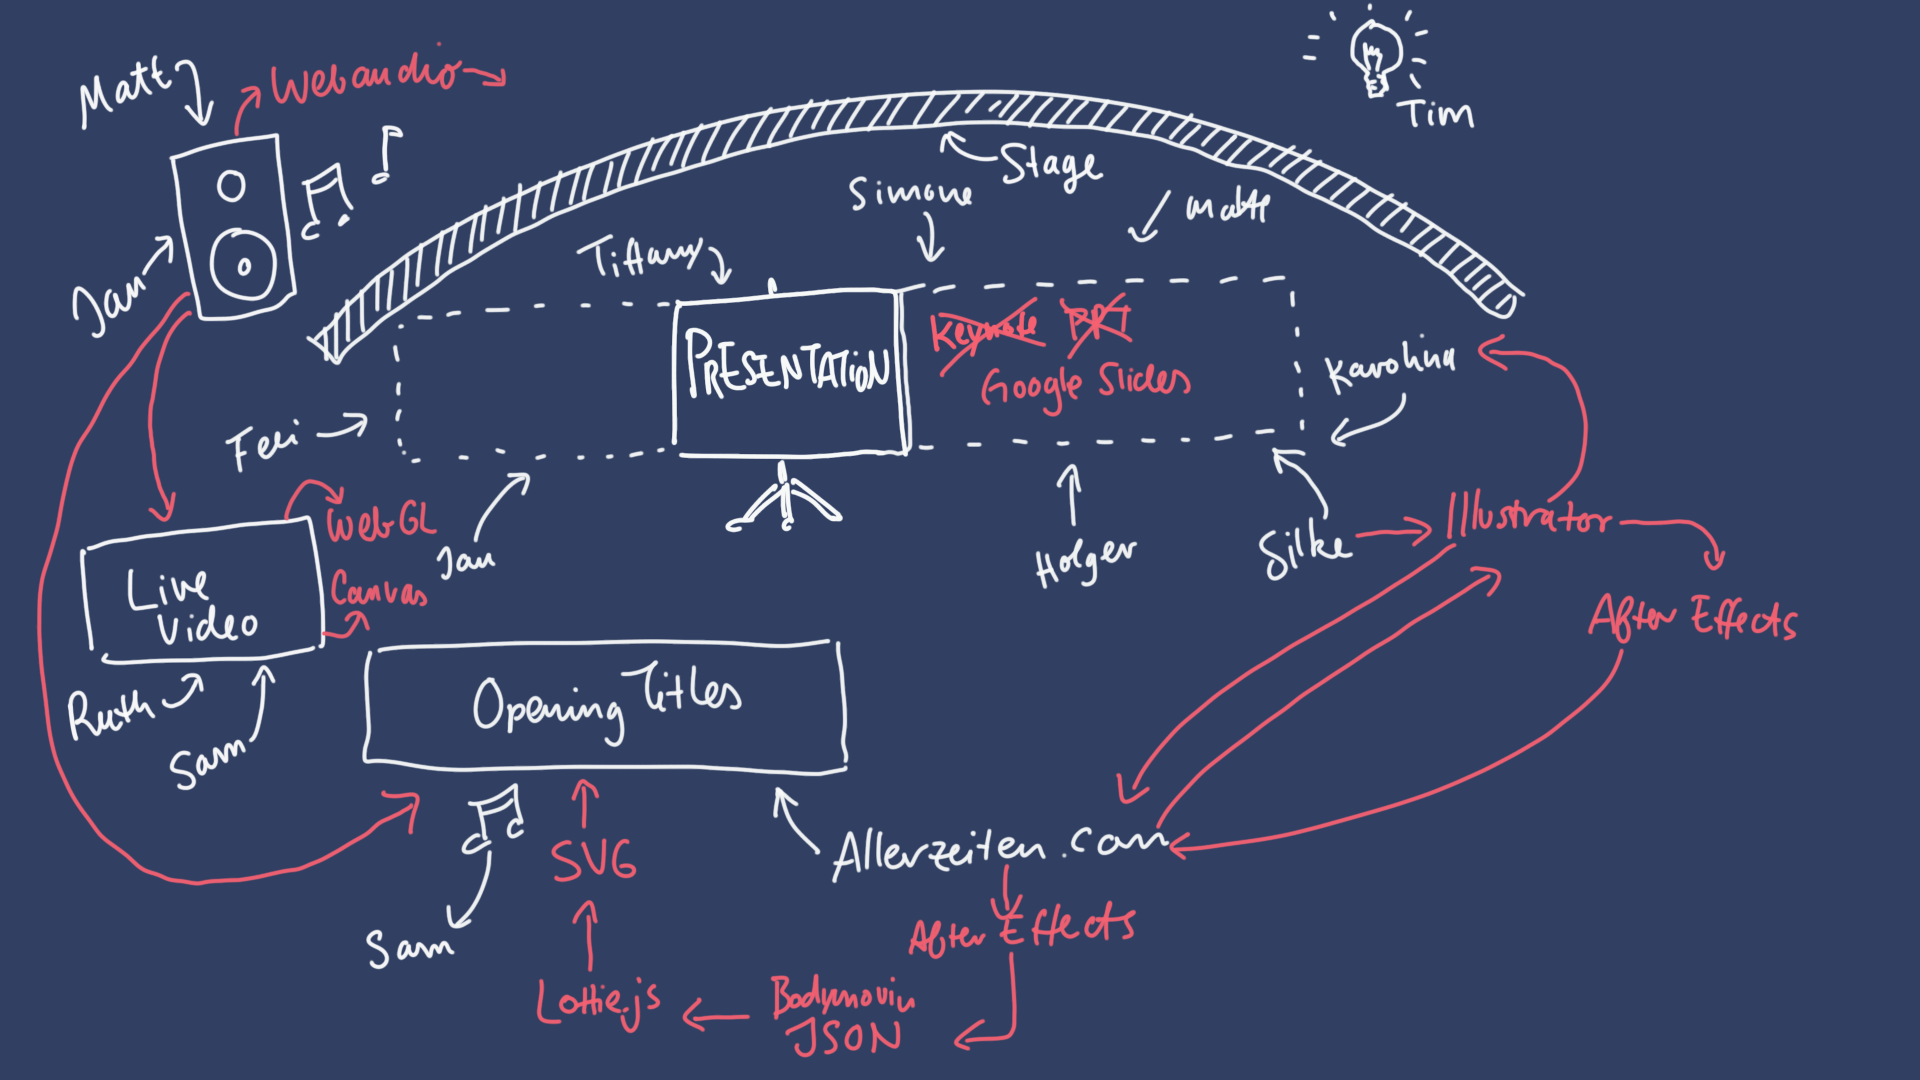 Matt
Webaudio
Tim
Stage
Simone
Matt
Tiffany
Jan
Keynote PPT
PRESENTATION
Google Slides
Karolina
Feli
WebGL
Illustrator
Jan
Holger
Silke
Live
Video
Canvas
After Effects
Ruth
Sam
Opening Titles
SVG
Allerzeiten.com
After Effects
Sam
Lottie.js
Bodymovin
JSON